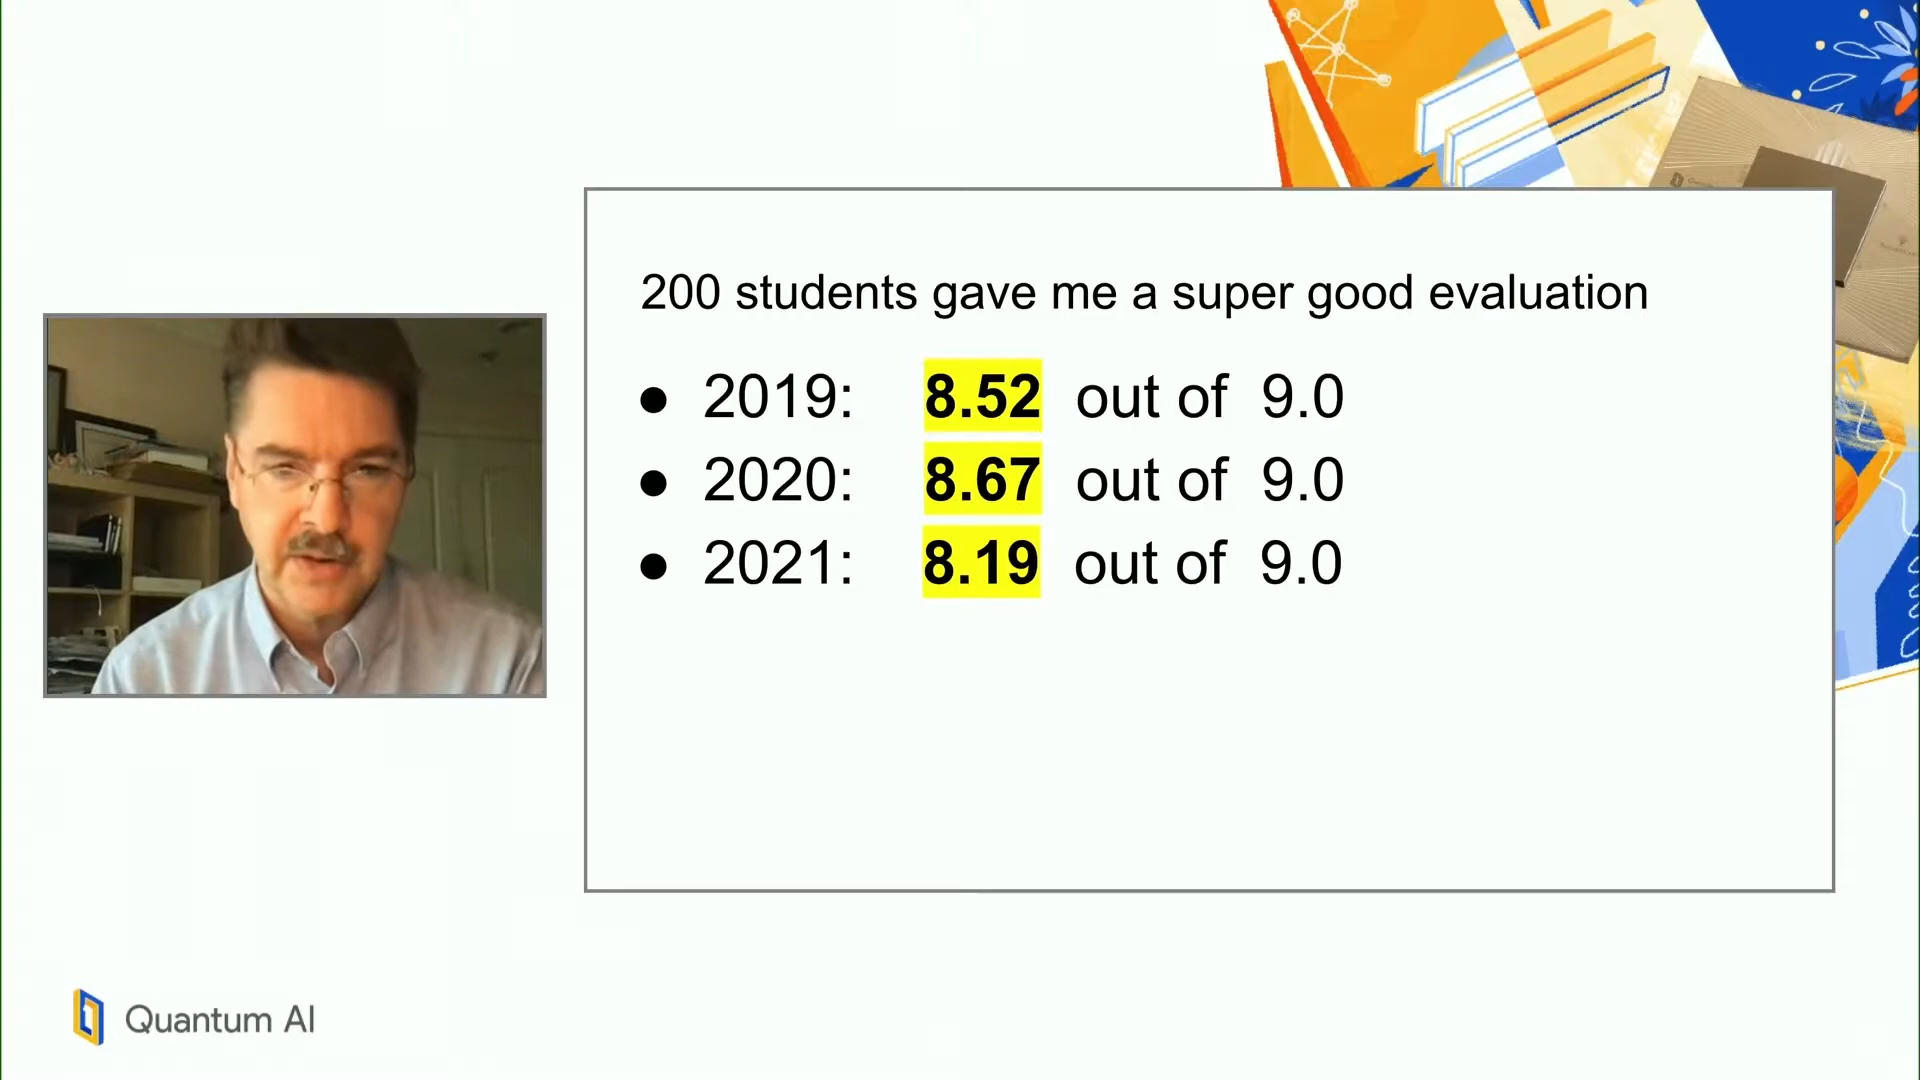 200 students gave me a super good evaluation
● 2019: 8.52 out of 9.0
● 2020: 8.67 out of 9.0
● 2021: 8.19 out of 9.0
Quantum AI